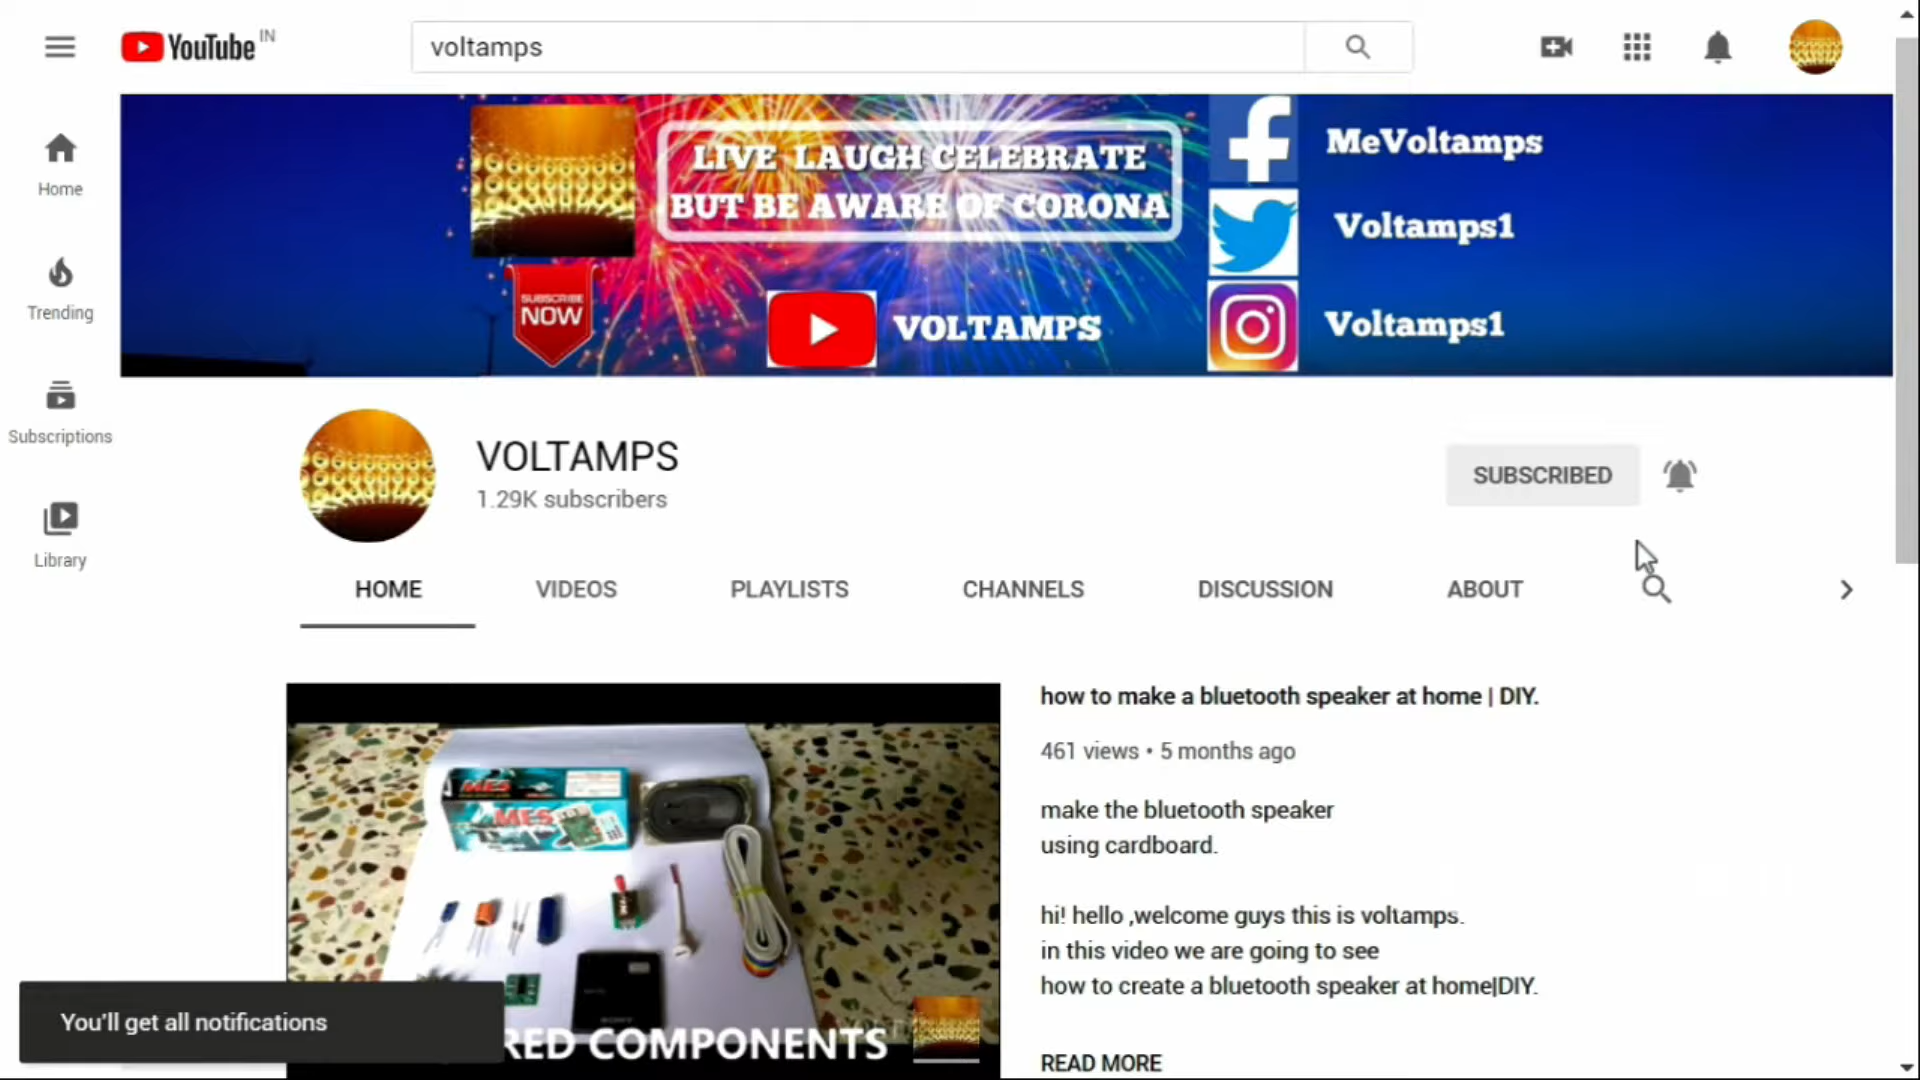 YouTube IN
voltamps
LIVE LAUGH CELEBRATE
BUT BE AWARE OF CORONA
SUBSCRIBE
NOW
VOLTAMPS
MeVoltamps
Voltamps1
Voltamps1
Home
Trending
Subscriptions
Library
VOLTAMPS
1.29K subscribers
SUBSCRIBED
HOME
VIDEOS
PLAYLISTS
CHANNELS
DISCUSSION
ABOUT
MES
MES
RED COMPONENTS
how to make a bluetooth speaker at home | DIY.
461 views • 5 months ago
make the bluetooth speaker
using cardboard.
hi! hello ,welcome guys this is voltamps.
in this video we are going to see
how to create a bluetooth speaker at home|DIY.
READ MORE
You'll get all notifications